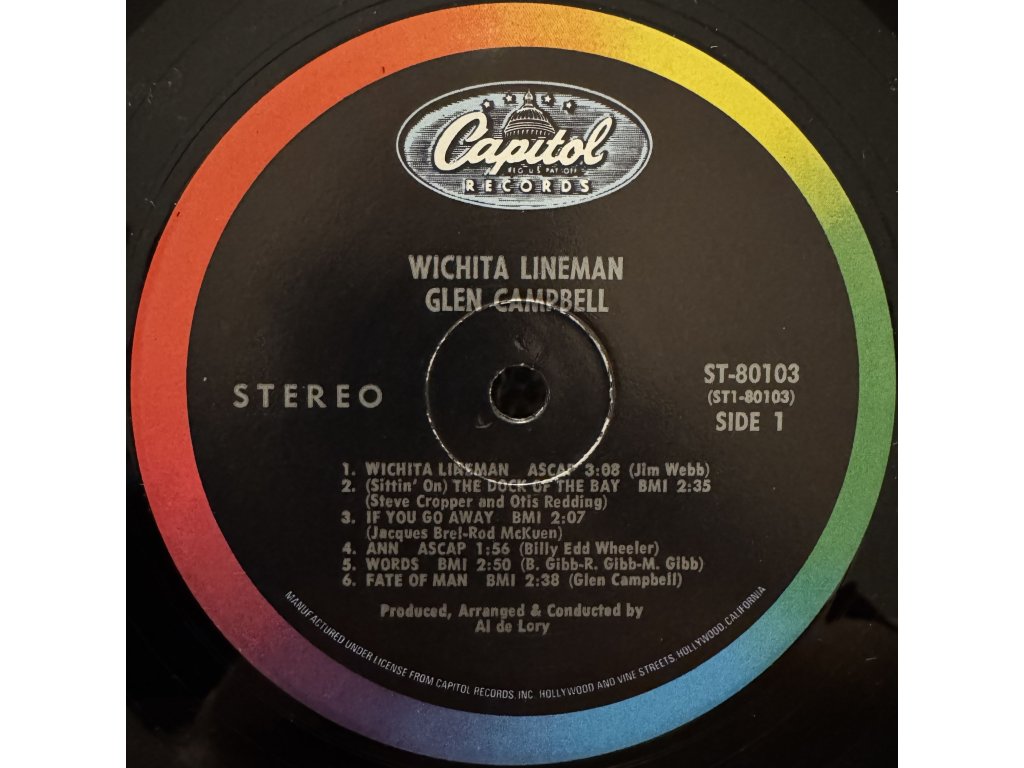 Capitol
REG. U.S. PAT. OFF.
RECORDS
WICHITA LINEMAN
GLEN CAMPBELL
STEREO
ST-80103
(ST1-80103)
SIDE 1
1. WICHITA LINEMAN ASCAP 3:08 (Jim Webb)
2. (Sittin' On) THE DOCK OF THE BAY BMI 2:35
(Steve Cropper and Otis Redding)
3. IF YOU GO AWAY BMI 2:07
(Jacques Brel-Rod McKuen)
4. ANN ASCAP 1:56 (Billy Edd Wheeler)
5. WORDS BMI 2:50 (B. Gibb-R. Gibb-M. Gibb)
6. FATE OF MAN BMI 2:38 (Glen Campbell)
Produced, Arranged & Conducted by
Al de Lory
MANUFACTURED UNDER LICENSE FROM CAPITOL RECORDS, INC. HOLLYWOOD AND VINE STREETS, HOLLYWOOD, CALIFORNIA